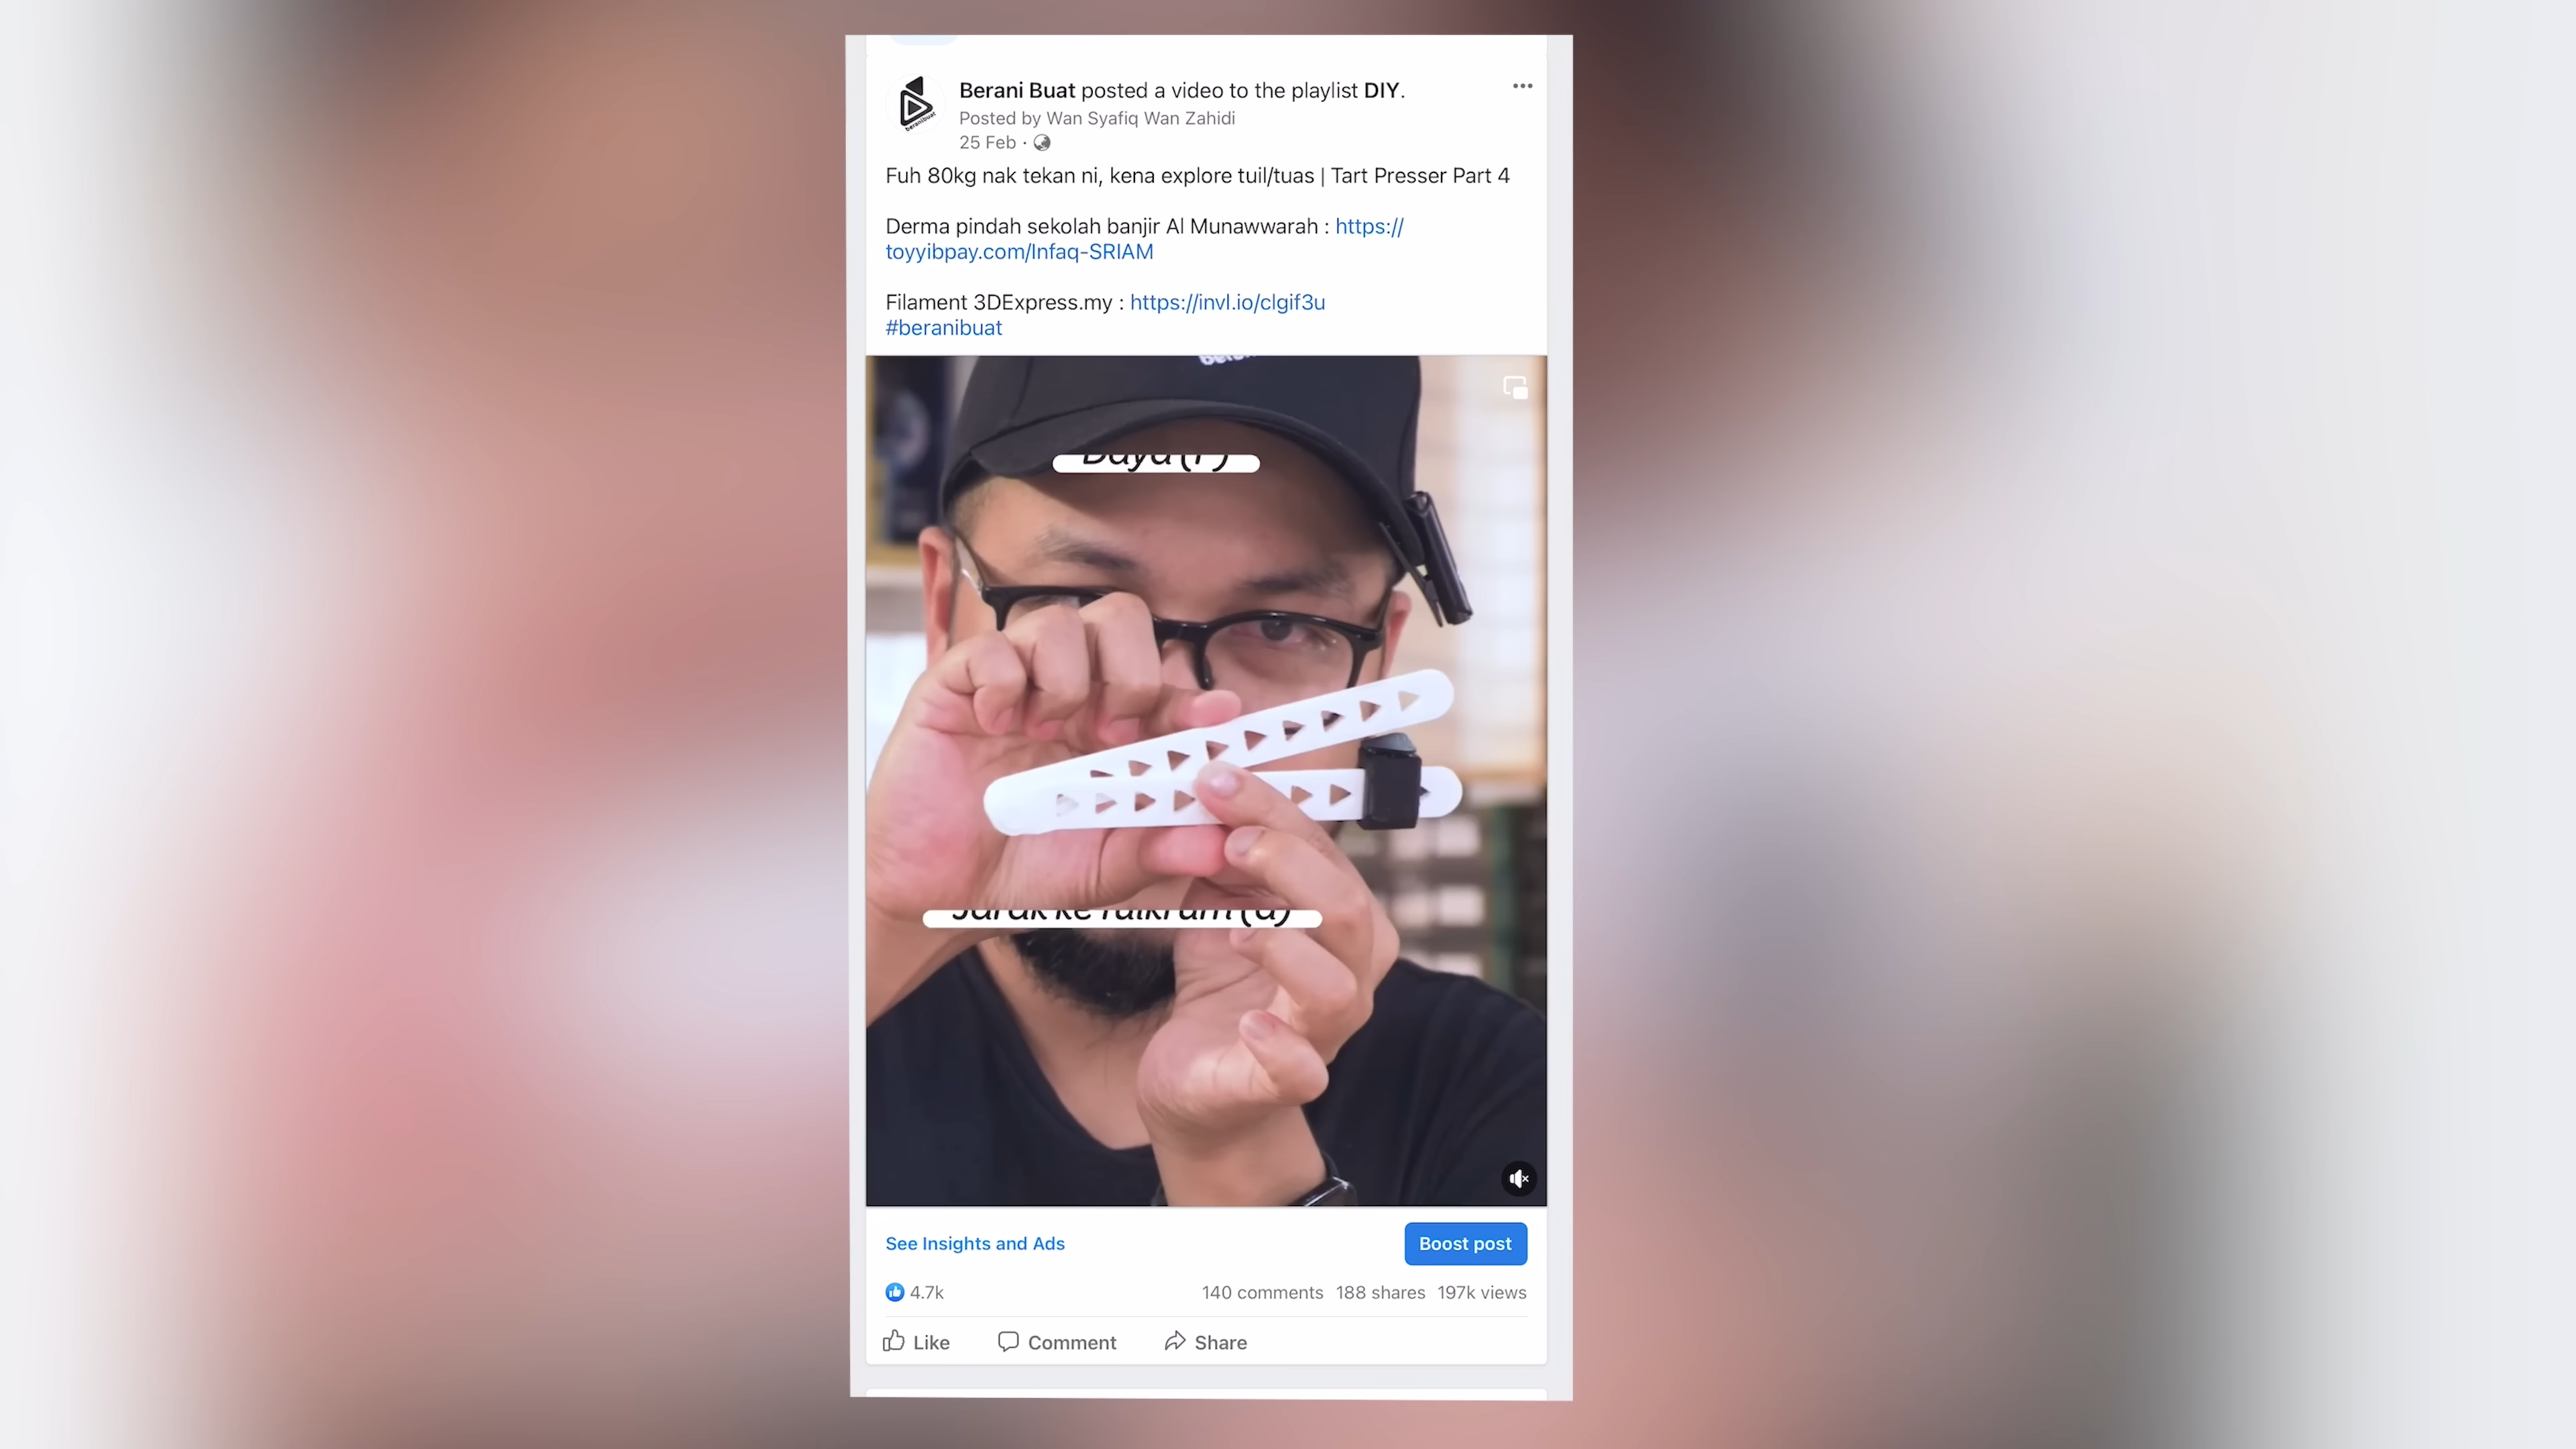 Berani Buat posted a video to the playlist DIY.
Posted by Wan Syafiq Wan Zahidi
25 Feb ·
Fuh 80kg nak tekan ni, kena explore tuil/tuas | Tart Presser Part 4
Derma pindah sekolah banjir Al Munawwarah : https://
toyyibpay.com/Infaq-SRIAM
Filament 3DExpress.my : https://invl.io/clgif3u
#beranibuat
See Insights and Ads
Boost post
4.7k
140 comments 188 shares 197k views
Like Comment Share